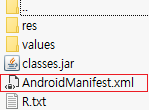 ..
res
values
classes.jar
AndroidManifest.xml
R.txt